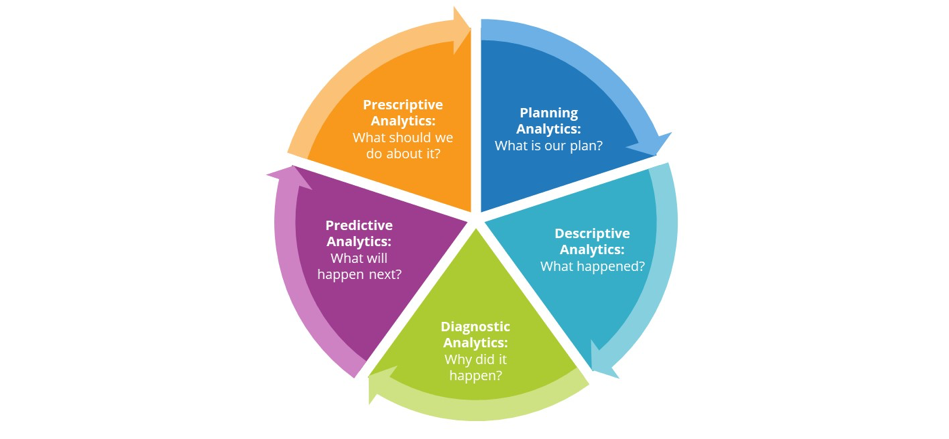 Prescriptive
Analytics:
What should we
do about it?
Planning
Analytics:
What is our plan?
Descriptive
Analytics:
What happened?
Diagnostic
Analytics:
Why did it
happen?
Predictive
Analytics:
What will
happen next?